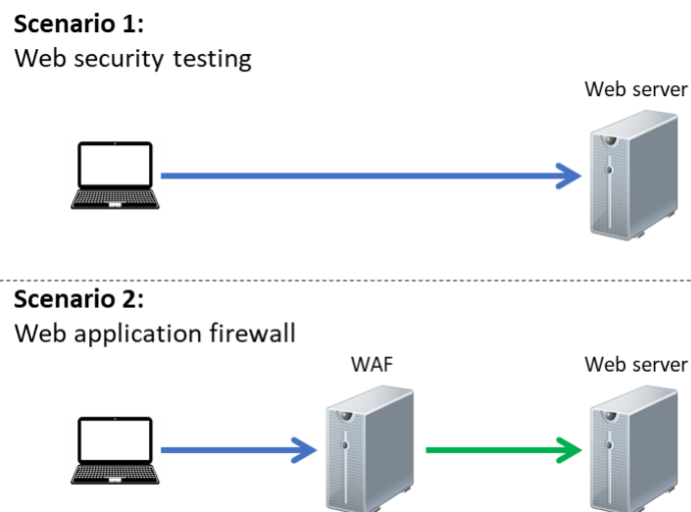 Scenario 1:
Web security testing
Web server
Scenario 2:
Web application firewall
WAF
Web server